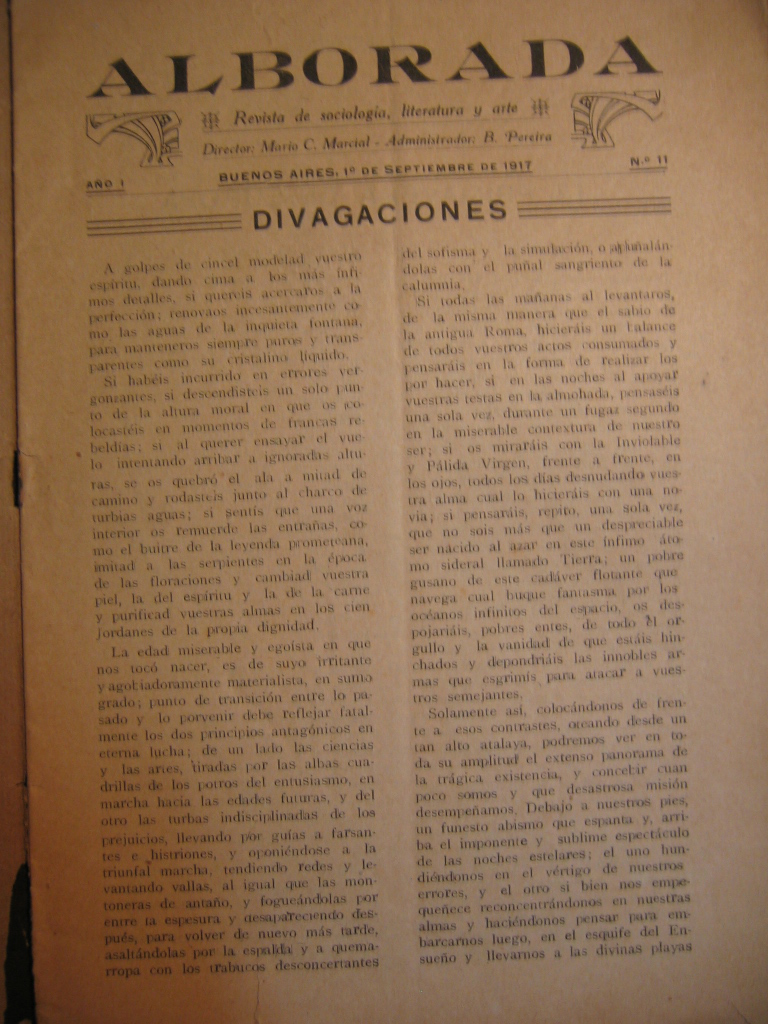 ALBORADA
Revista de sociología, literatura y arte
Director: Mario C. Marcial - Administrador: B. Pereira
AÑO I
BUENOS AIRES, 1º DE SEPTIEMBRE DE 1917
N.º 11
DIVAGACIONES
A golpes de cincel modelad vuestro
espíritu, dando cima a los más ínfi-
mos detalles, si quereis acercaros a la
perfección; renovaos incesantemente co-
mo las aguas de la inquieta fontana,
para manteneros siempre puros y trans-
parentes como su cristalino líquido.
Si habéis incurrido en errores ver-
gonzantes, si descendisteis un solo pun-
to de la altura moral en que os co-
locastéis en momentos de francas re-
beldías; si al querer ensayar el vue-
lo intentando arribar a ignoradas altu-
ras, se os quebró el ala a mitad de
camino y rodasteis junto al charco de
turbias aguas; si sentís que una voz
interior os remuerde las entrañas, co-
mo el buitre de la leyenda prometeana,
imitad a las serpientes en la época
de las floraciones y cambiad vuestra
piel, la del espíritu y la de la carne
y purificad vuestras almas en los cien
Jordanes de la propia dignidad.
La edad miserable y egoista en que
nos tocó nacer, es de suyo irritante
y agobiadoramente materialista, en sumo
grado; punto de transición entre lo pa-
sado y lo porvenir debe reflejar fatal-
mente los dos principios antagónicos en
eterna lucha; de un lado las ciencias
y las artes, tiradas por las albas cua-
drillas de los potros del entusiasmo, en
marcha hacia las edades futuras, y del
otro las turbas indisciplinadas de los
prejuicios, llevando por guías a farsan-
tes e histriones, y oponiéndose a la
triunfal marcha, tendiendo redes y le-
vantando vallas, al igual que las mon-
toneras de antaño, y fogueándolas por
entre la espesura y desapareciendo des-
pués, para volver de nuevo más tarde,
asaltándolas por la espalda y a quema-
rropa con los trabucos desconcertantes
del sofisma y la simulación, o apuñalán-
dolas con el puñal sangriento de la
calumnia.
Si todas las mañanas al levantaros,
de la misma manera que el sabio de
la antigua Roma, hicieráis un balance
de todos vuestros actos consumados y
pensaráis en la forma de realizar los
por hacer, si en las noches al apoyar
vuestras testas en la almohada, pensaséis
una sola vez, durante un fugaz segundo
en la miserable contextura de nuestro
ser; si os miraráis con la Inviolable
y Pálida Virgen, frente a frente, en
los ojos, todos los días desnudando vues-
tra alma cual lo hicieráis con una no-
via; si pensaráis, repito, una sola vez,
que no sois más que un despreciable
ser nácido al azar en este ínfimo áto-
mo sideral llamado Tierra; un pobre
gusano de este cadáver flotante que
navega cual buque fantasma por los
océanos infinitos del espacio, os des-
pojariáis, pobres entes, de todo el or-
gullo y la vanidad de que estáis hin-
chados y depondríais las innobles ar-
mas que esgrimis para atacar a vues-
tros semejantes.
Solamente así, colocándonos de fren-
te a esos contrastes, oteando desde un
tan alto atalaya, podremos ver en to-
da su amplitud el extenso panorama de
la trágica existencia, y concebir cuan
poco somos y que desastrosa misión
desempeñamos. Debajo a nuestros pies,
un funesto abismo que espanta y, arri-
ba el imponente y sublime espectáculo
de las noches estelares; el uno hun-
diéndonos en el vértigo de nuestros
errores, y el otro si bien nos empe-
queñece reconcentrándonos en nuestras
almas y haciéndonos pensar para em-
barcarnos luego, en el esquife del En-
sueño y llevarnos a las divinas playas